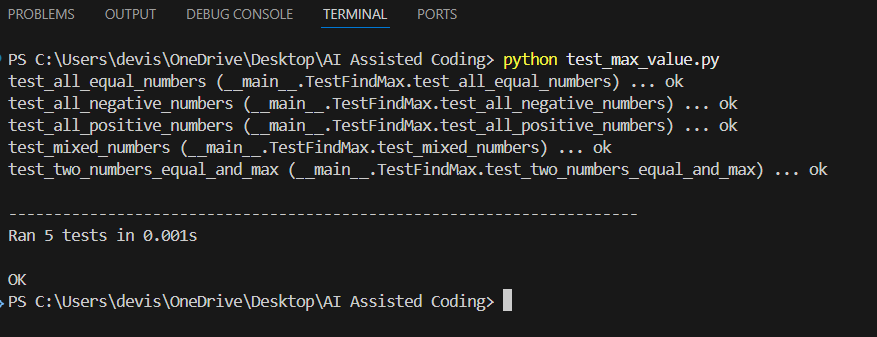 PROBLEMS OUTPUT DEBUG CONSOLE TERMINAL PORTS
PS C:\Users\devis\OneDrive\Desktop\AI Assisted Coding> python test_max_value.py
test_all_equal_numbers (__main__.TestFindMax.test_all_equal_numbers) ... ok
test_all_negative_numbers (__main__.TestFindMax.test_all_negative_numbers) ... ok
test_all_positive_numbers (__main__.TestFindMax.test_all_positive_numbers) ... ok
test_mixed_numbers (__main__.TestFindMax.test_mixed_numbers) ... ok
test_two_numbers_equal_and_max (__main__.TestFindMax.test_two_numbers_equal_and_max) ... ok
----------------------------------------------------------------------
Ran 5 tests in 0.001s
OK
PS C:\Users\devis\OneDrive\Desktop\AI Assisted Coding>